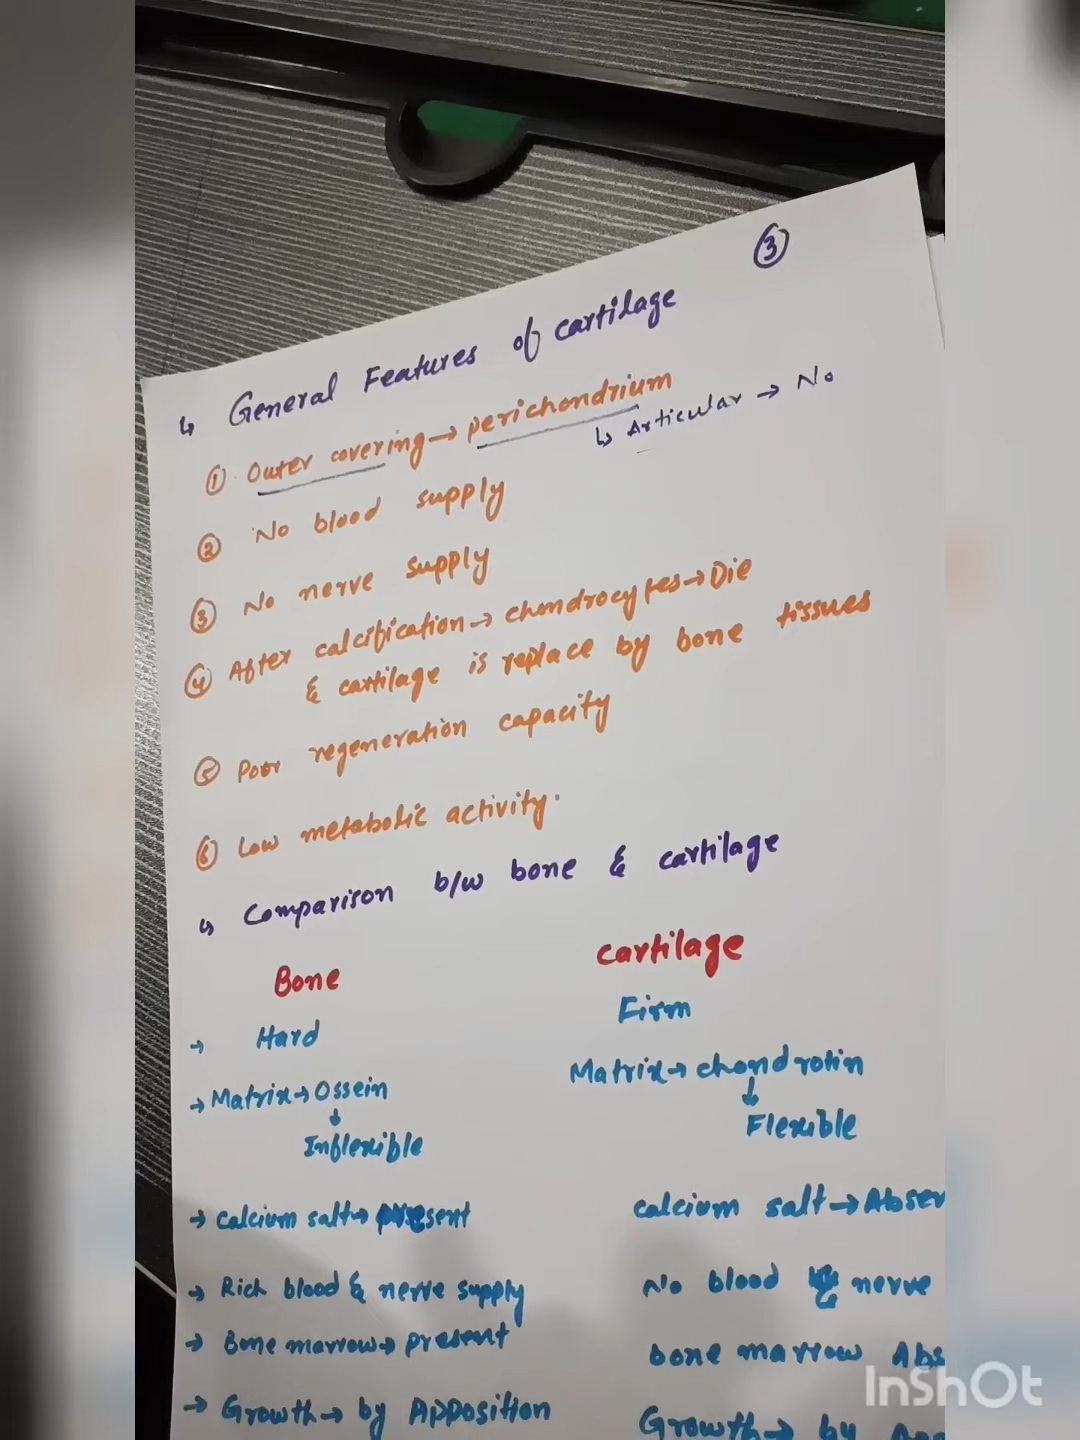 ③
↳ General Features of cartilage
① Outer covering → perichondrium
↳ Articular → No
② No blood supply
③ No nerve supply
④ After calcification → chondrocytes → Die
& cartilage is replace by bone tissues
⑤ Poor regeneration capacity
⑥ Low metabolic activity.
↳ Comparison b/w bone & cartilage
Bone cartilage
→ Hard Firm
→ Matrix → Ossein Matrix → chondrotin
↓ ↓
Inflexible Flexible
→ calcium salt → present calcium salt → Absen
→ Rich blood & nerve supply No blood & nerve
→ Bone marrow → present bone marrow Abs
→ Growth → by Apposition Growth → by
InShOt